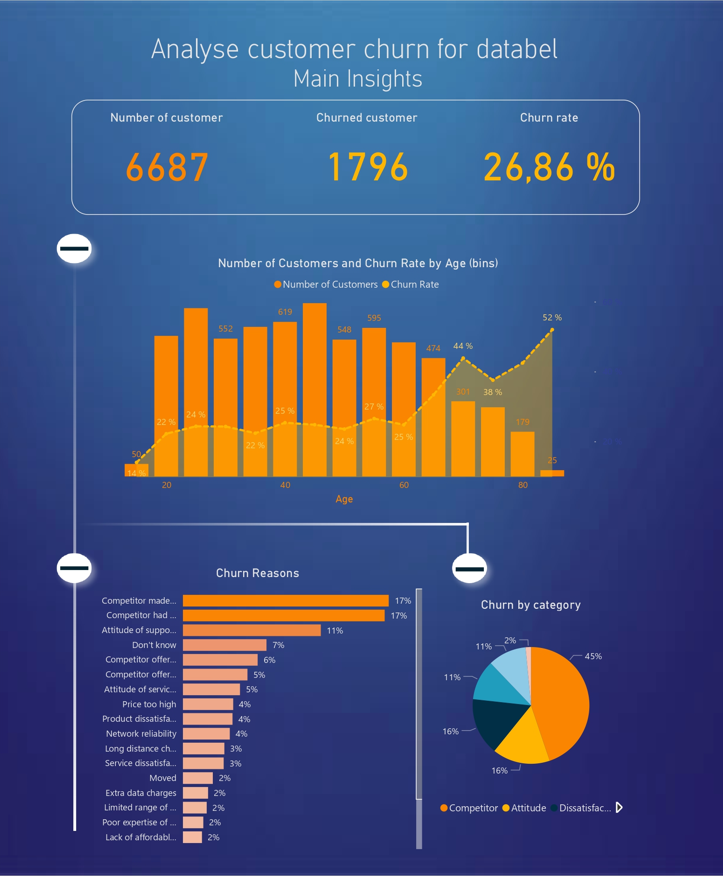 Analyse customer churn for databel
Main Insights
Number of customer
Churned customer
Churn rate
6687
1796
26,86 %
Number of Customers and Churn Rate by Age (bins)
Number of Customers
Churn Rate
50
552
619
548
595
474
301
179
25
14 %
22 %
24 %
22 %
25 %
24 %
27 %
25 %
44 %
38 %
52 %
20
40
60
80
Age
Churn Reasons
Competitor made... 17%
Competitor had ... 17%
Attitude of suppo... 11%
Don't know 7%
Competitor offer... 6%
Competitor offer... 5%
Attitude of servic... 5%
Price too high 4%
Product dissatisfa... 4%
Network reliability 4%
Long distance ch... 3%
Service dissatisfa... 3%
Moved 2%
Extra data charges 2%
Limited range of ... 2%
Poor expertise of ... 2%
Lack of affordabl... 2%
Churn by category
45%
16%
16%
11%
11%
2%
Competitor
Attitude
Dissatisfac...